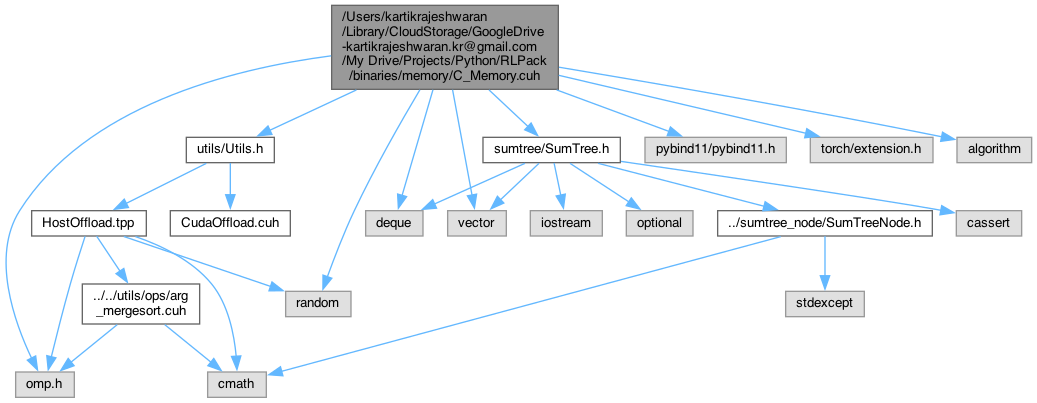 /Users/kartikrajeshwaran
/Library/CloudStorage/GoogleDrive
-kartikrajeshwaran.kr@gmail.com
/My Drive/Projects/Python/RLPack
/binaries/memory/C_Memory.cuh
utils/Utils.h
sumtree/SumTree.h
pybind11/pybind11.h
torch/extension.h
algorithm
HostOffload.tpp
CudaOffload.cuh
deque
vector
iostream
optional
../sumtree_node/SumTreeNode.h
cassert
../../utils/ops/arg
_mergesort.cuh
random
stdexcept
omp.h
cmath